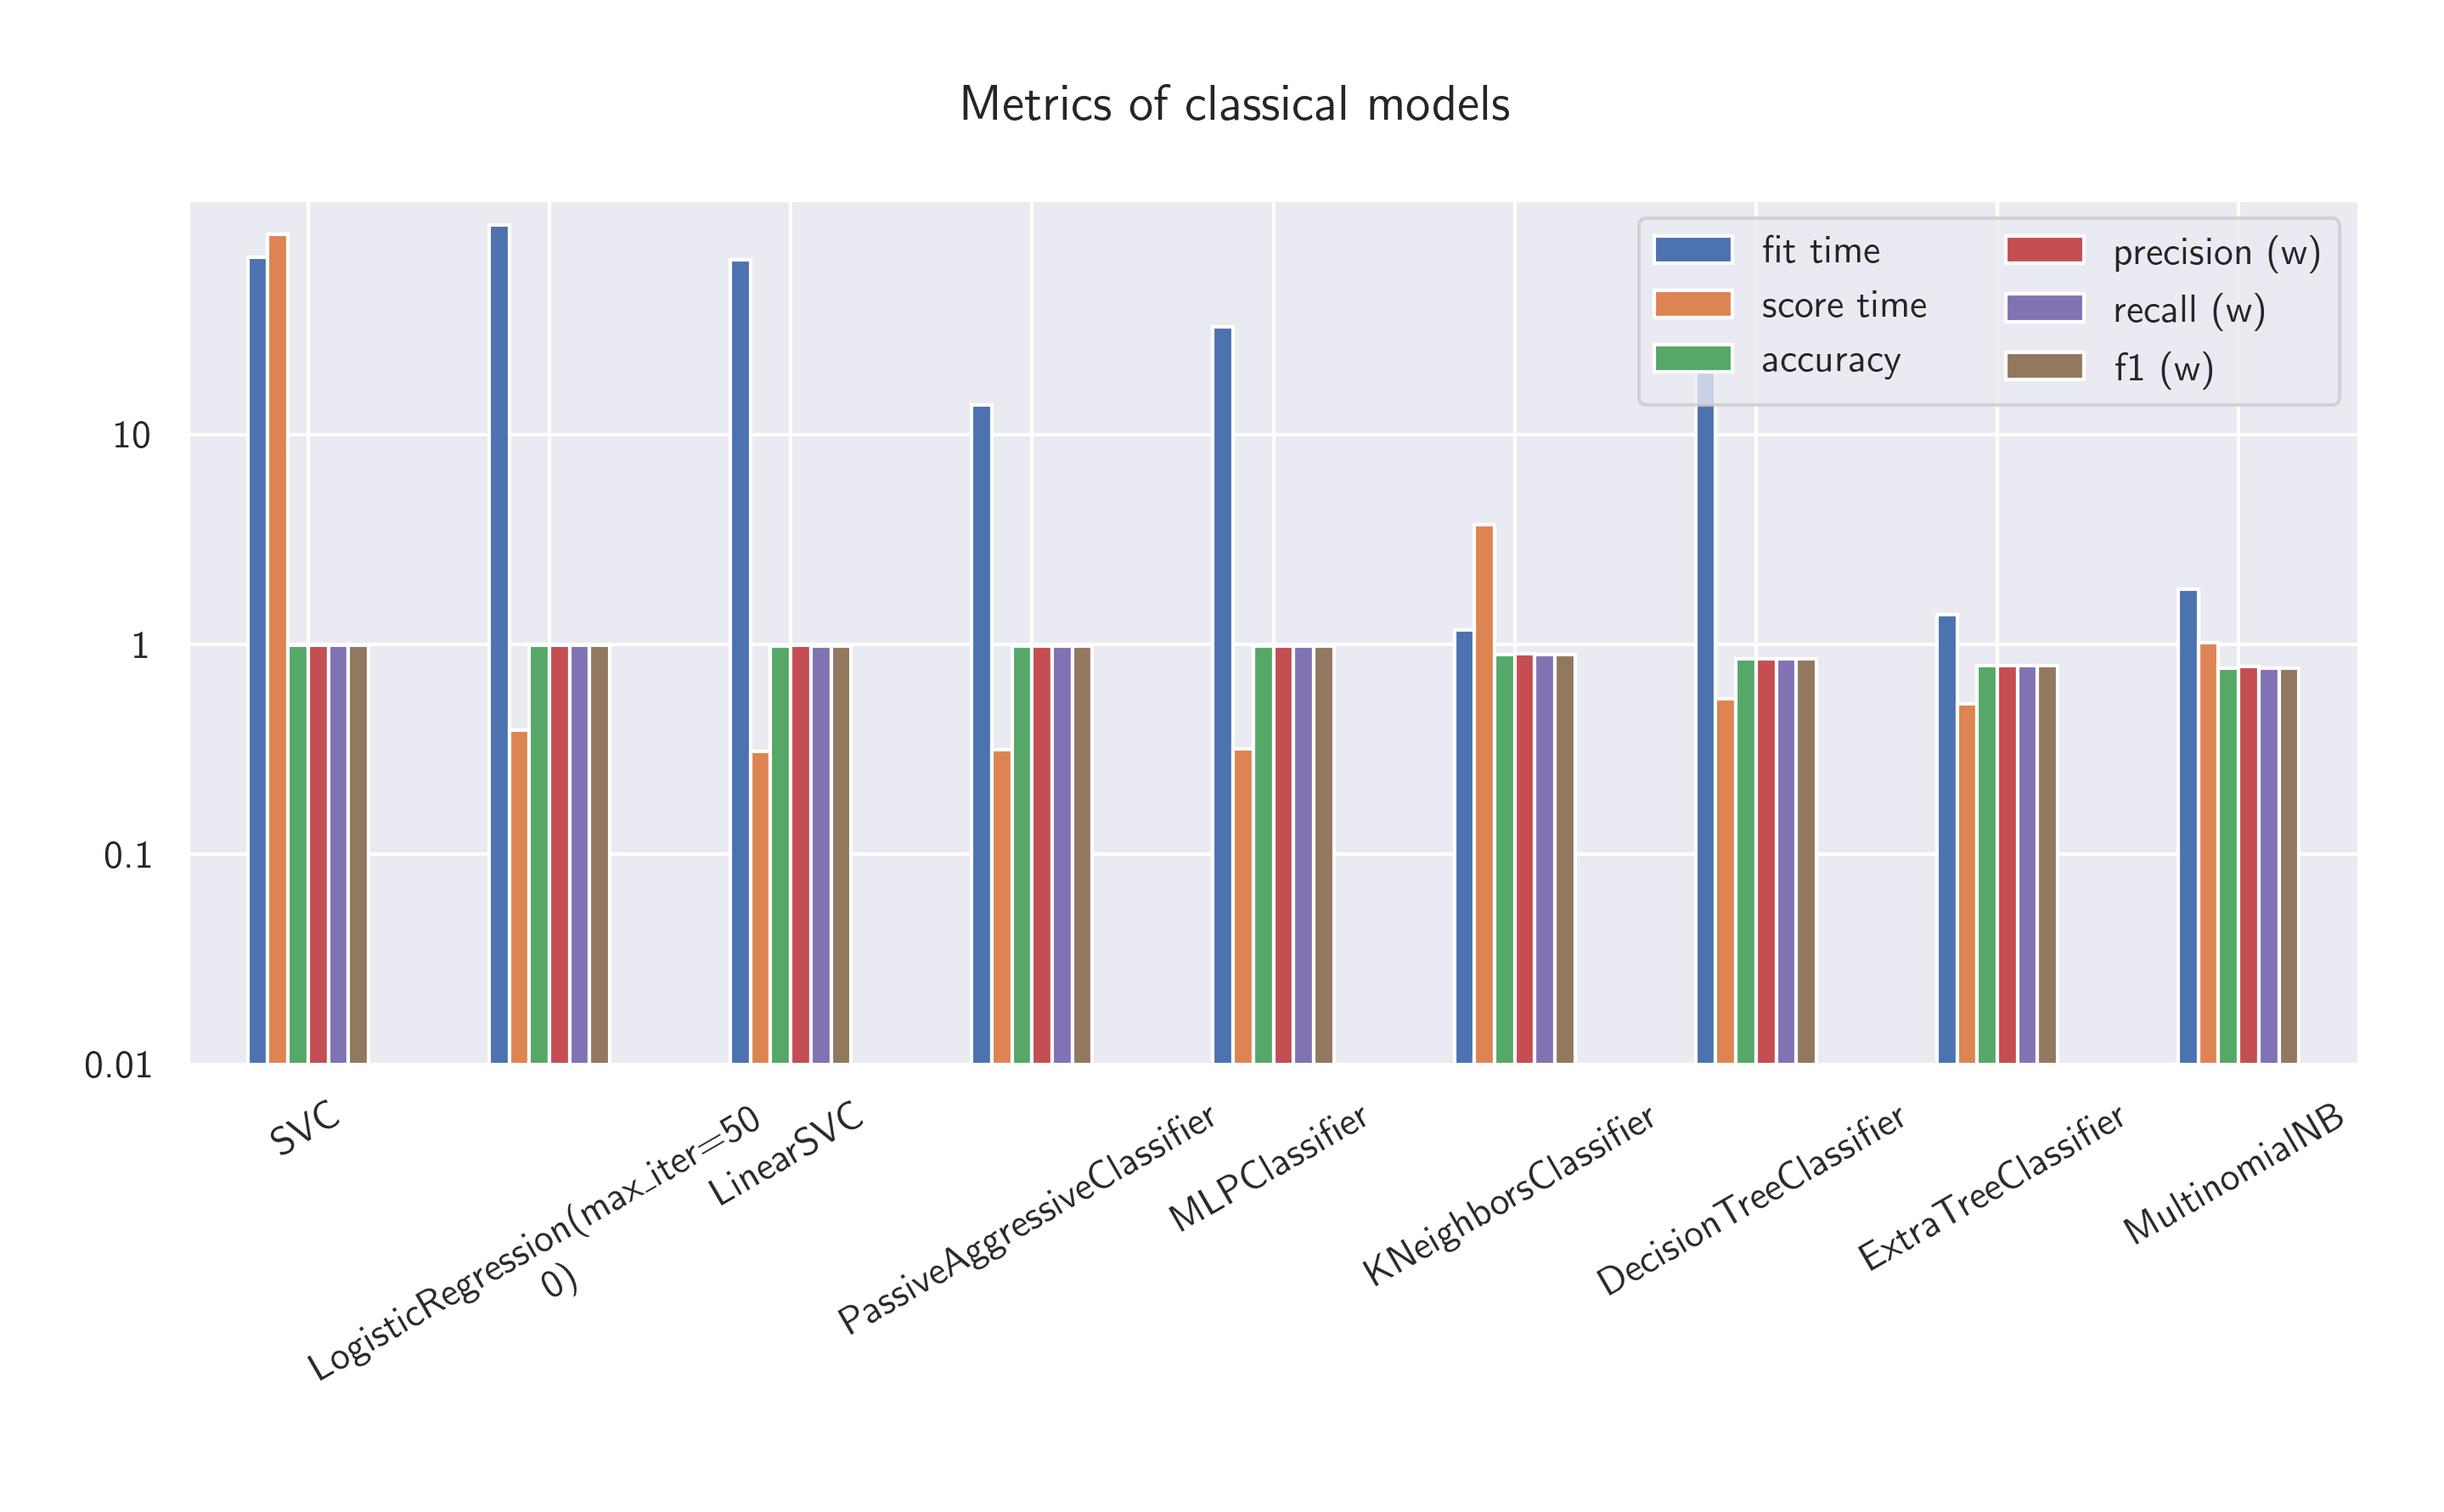 Metrics of classical models
fit time
score time
accuracy
precision (w)
recall (w)
f1 (w)
10
1
0.1
0.01
SVC
LogisticRegression(max_iter=50
0)
LinearSVC
PassiveAggressiveClassifier
MLPClassifier
KNeighborsClassifier
DecisionTreeClassifier
ExtraTreeClassifier
MultinomialNB